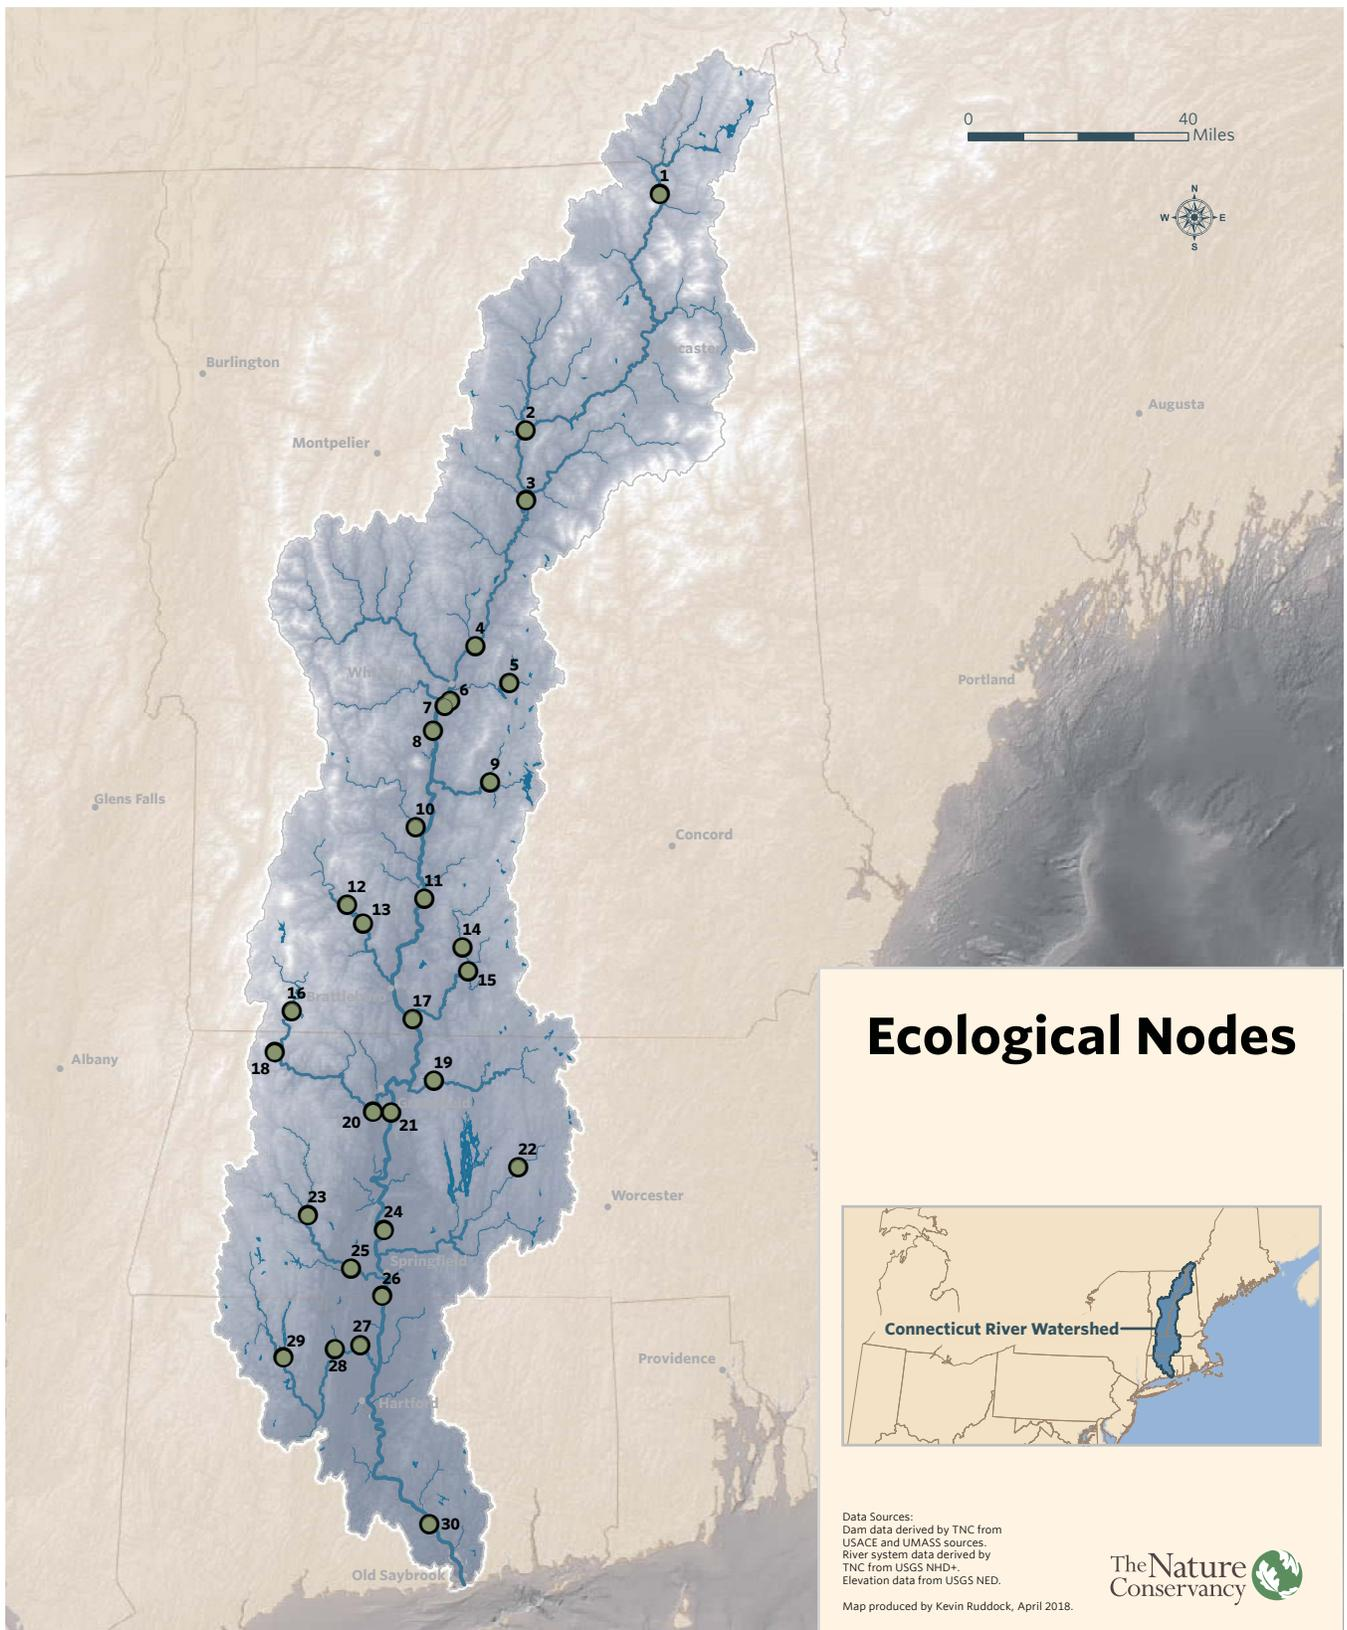 0 40
Miles
N
W E
S
1
Burlington
caster
Augusta
2
Montpelier
3
4
5
Portland
6
7
8
9
Glens Falls
10
Concord
11
12
13
14
15
16
Brattleboro
17
Albany
18
19
20
21
22
Worcester
23
24
25
Springfield
26
27
28
29
Providence
Hartford
30
Old Saybrook
Ecological Nodes
Connecticut River Watershed
Data Sources:
Dam data derived by TNC from
USACE and UMASS sources.
River system data derived by
TNC from USGS NHD+.
Elevation data from USGS NED.
Map produced by Kevin Ruddock, April 2018.
The Nature
Conservancy